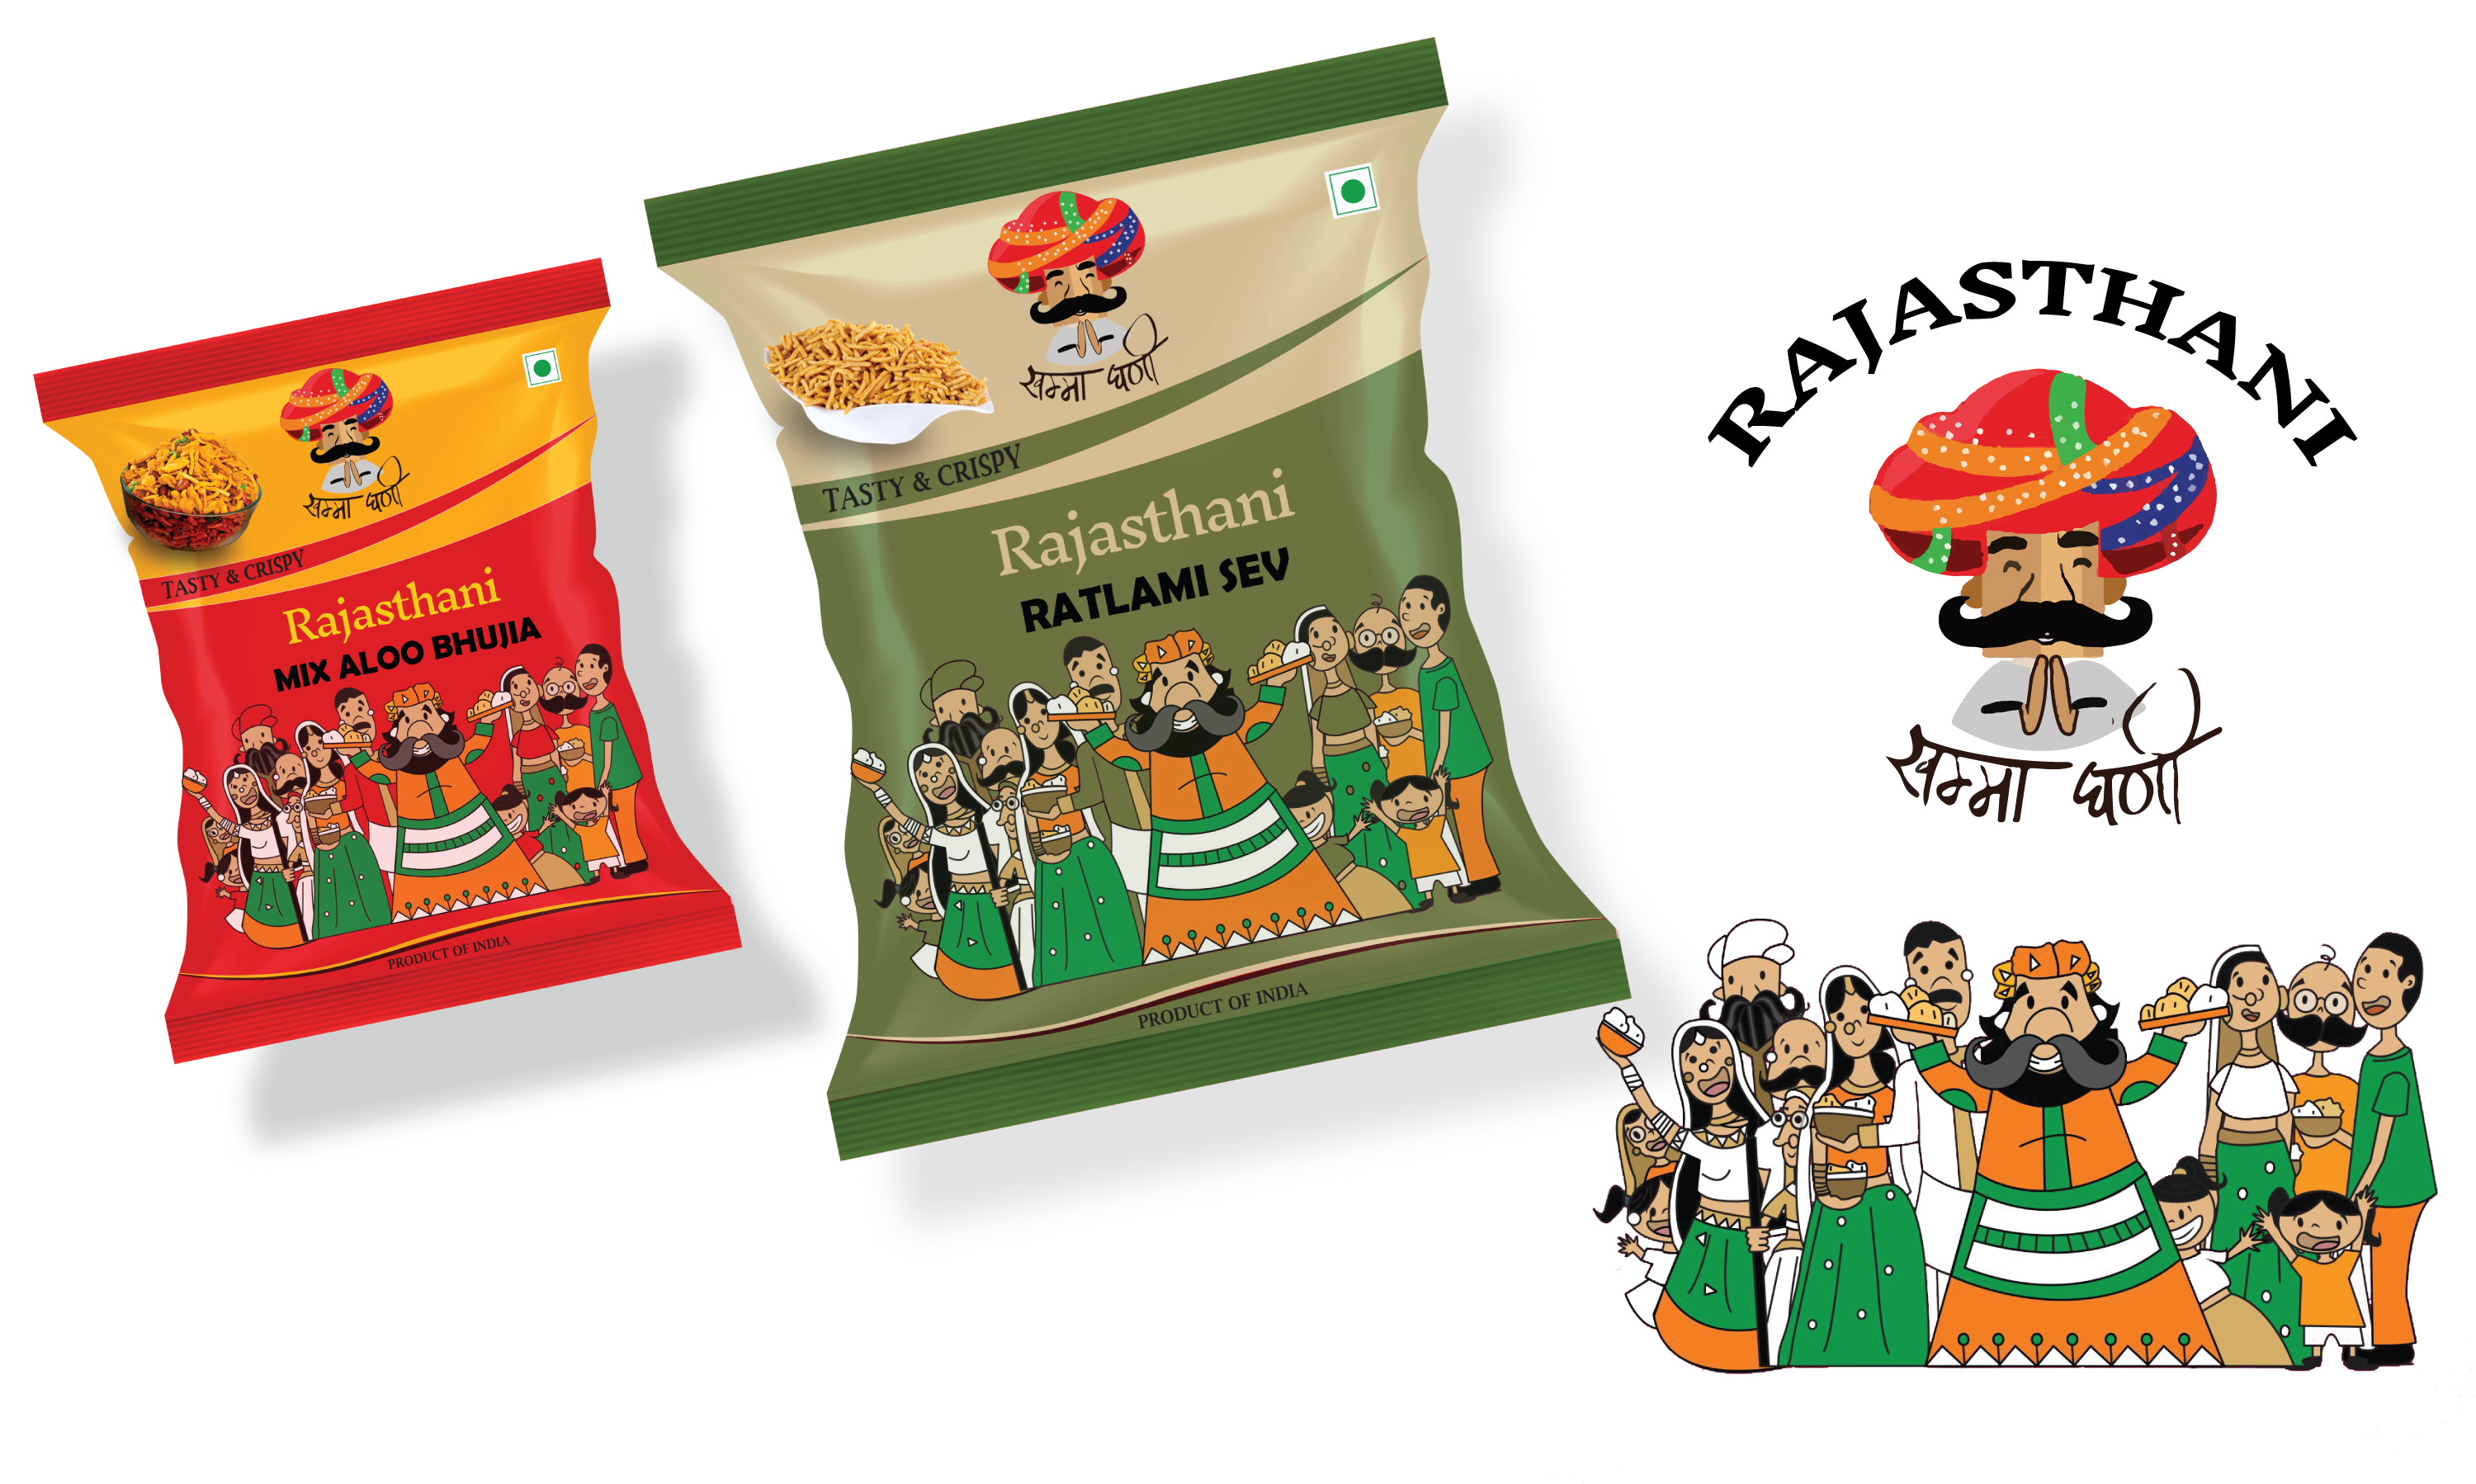 खम्मा घणी
TASTY & CRISPY
Rajasthani
MIX ALOO BHUJIA
PRODUCT OF INDIA
खम्मा घणी
TASTY & CRISPY
Rajasthani
RATLAMI SEV
PRODUCT OF INDIA
RAJASTHANI
खम्मा घणी